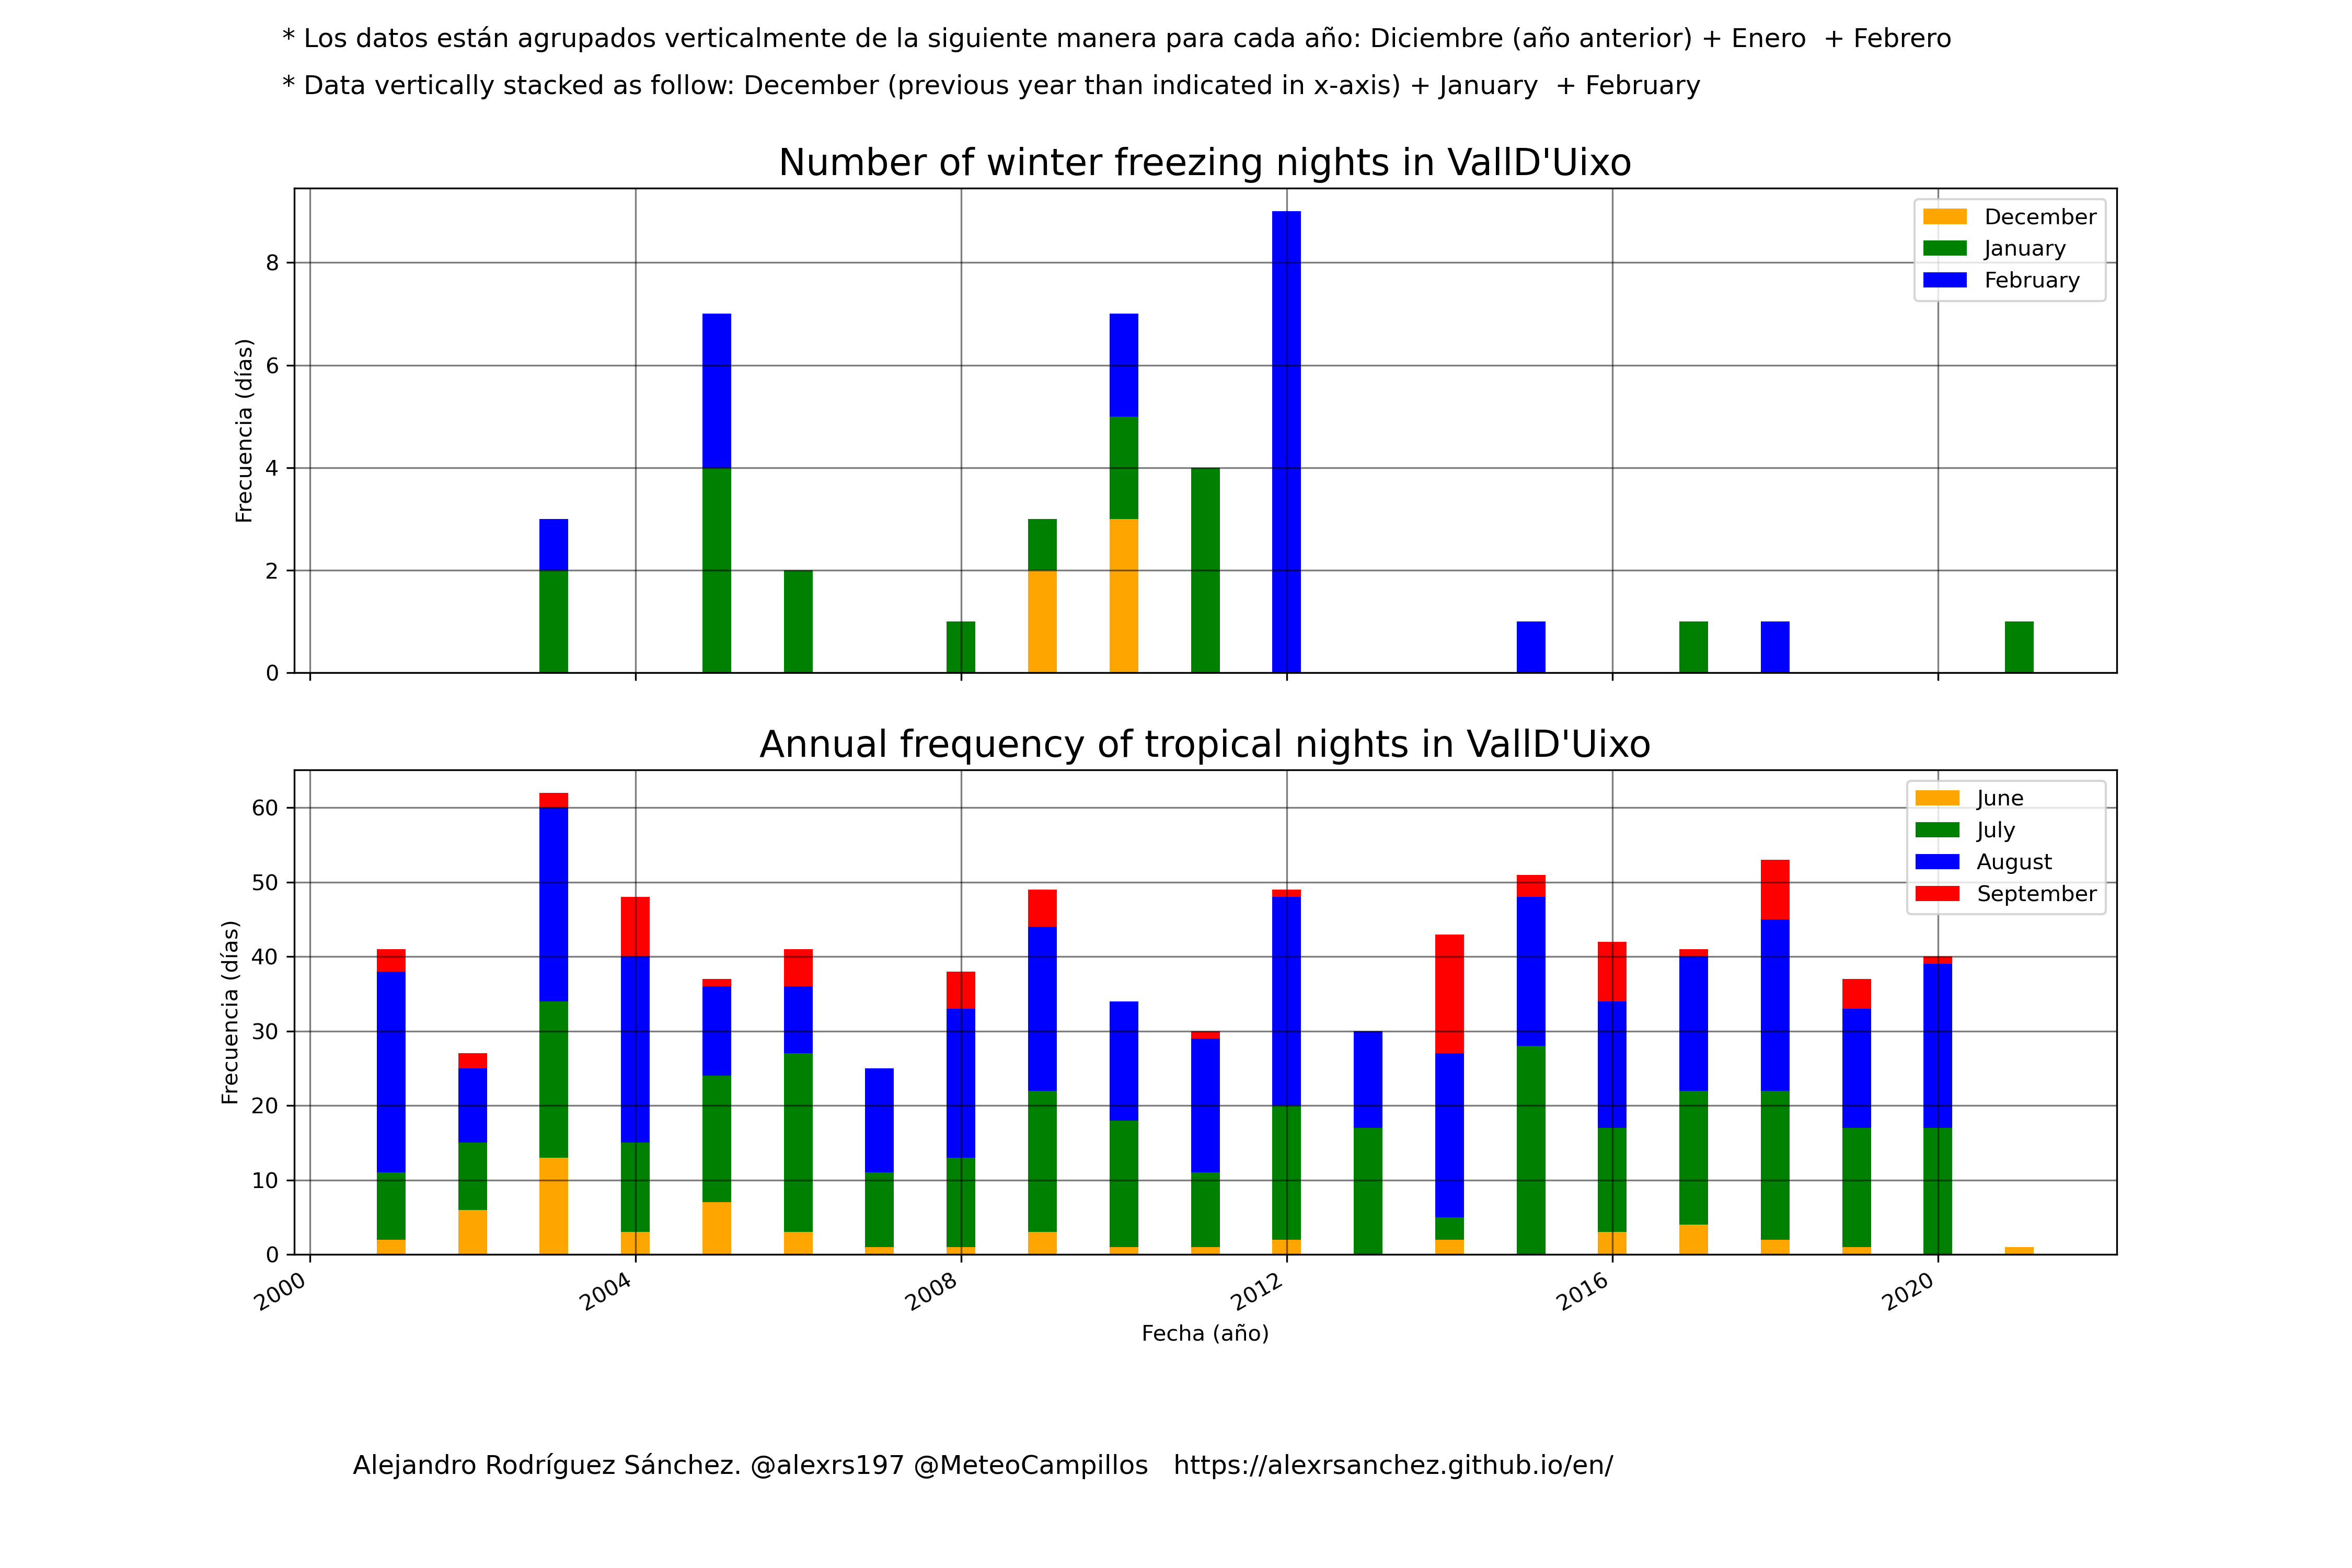 * Los datos están agrupados verticalmente de la siguiente manera para cada año: Diciembre (año anterior) + Enero  + Febrero
* Data vertically stacked as follow: December (previous year than indicated in x-axis) + January  + February
Number of winter freezing nights in VallD'Uixo
Frecuencia (días)
8
6
4
2
0
December
January
February
Annual frequency of tropical nights in VallD'Uixo
Frecuencia (días)
60
50
40
30
20
10
0
June
July
August
September
2000
2004
2008
2012
2016
2020
Fecha (año)
Alejandro Rodríguez Sánchez. @alexrs197 @MeteoCampillos   https://alexrsanchez.github.io/en/